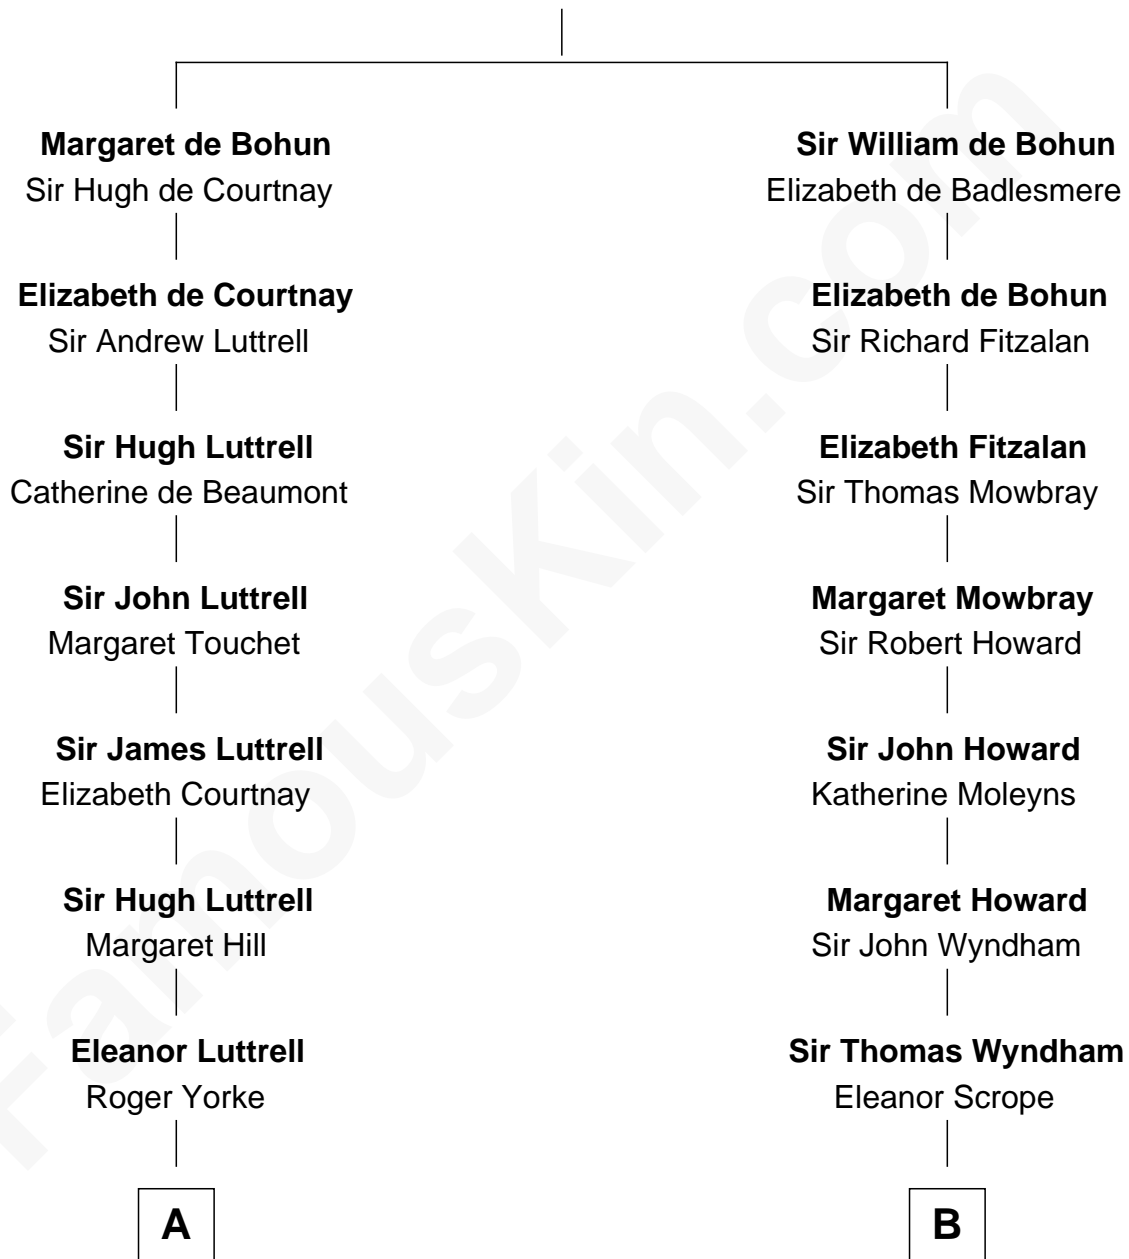 Margaret de Bohun
Sir Hugh de Courtnay
Elizabeth de Courtnay
Sir Andrew Luttrell
Sir Hugh Luttrell
Catherine de Beaumont
Sir John Luttrell
Margaret Touchet
Sir James Luttrell
Elizabeth Courtnay
Sir Hugh Luttrell
Margaret Hill
Eleanor Luttrell
Roger Yorke
A
Sir William de Bohun
Elizabeth de Badlesmere
Elizabeth de Bohun
Sir Richard Fitzalan
Elizabeth Fitzalan
Sir Thomas Mowbray
Margaret Mowbray
Sir Robert Howard
Sir John Howard
Katherine Moleyns
Margaret Howard
Sir John Wyndham
Sir Thomas Wyndham
Eleanor Scrope
B
FamousKin.com